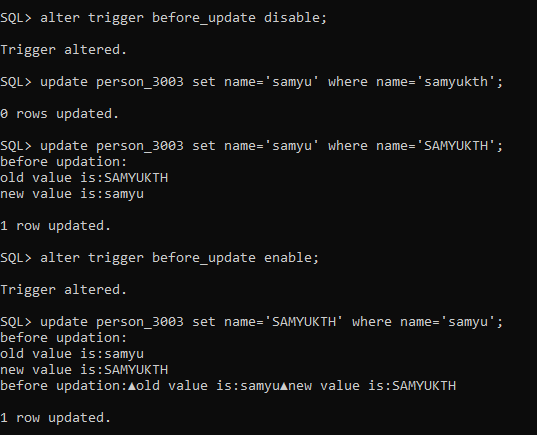 SQL> alter trigger before_update disable;
Trigger altered.
SQL> update person_3003 set name='samyu' where name='samyukth';
0 rows updated.
SQL> update person_3003 set name='samyu' where name='SAMYUKTH';
before updation:
old value is:SAMYUKTH
new value is:samyu
1 row updated.
SQL> alter trigger before_update enable;
Trigger altered.
SQL> update person_3003 set name='SAMYUKTH' where name='samyu';
before updation:
old value is:samyu
new value is:SAMYUKTH
before updation:▲old value is:samyu▲new value is:SAMYUKTH
1 row updated.